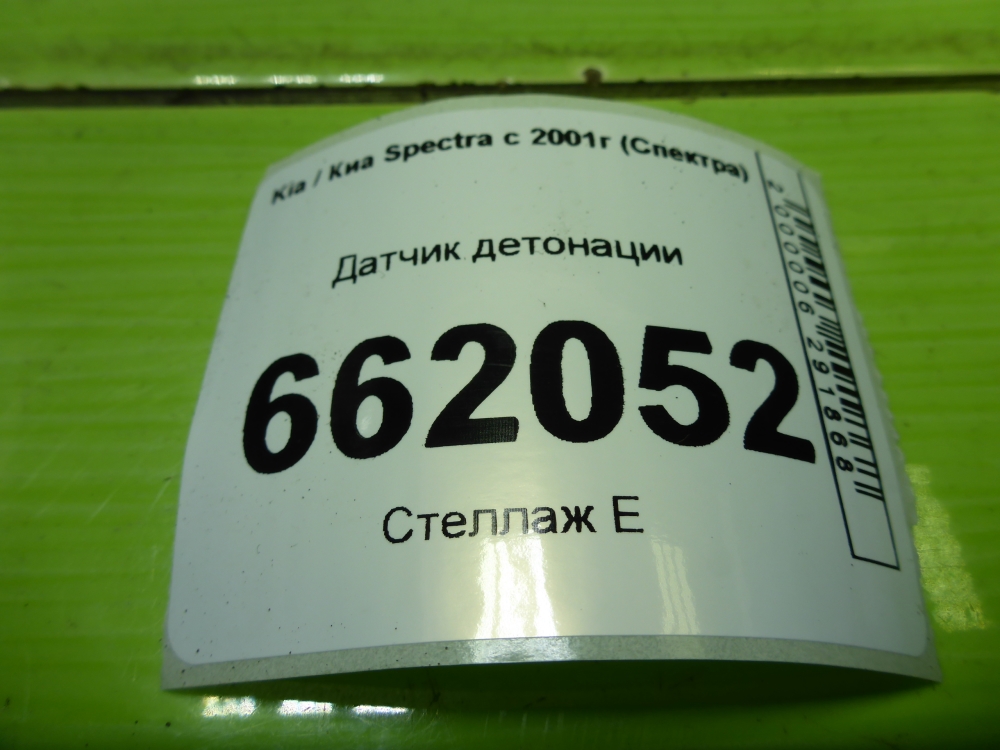 Kia / Киа Spectra с 2001г (Спектра)
Датчик детонации
662052
Стеллаж Е
2000006291868